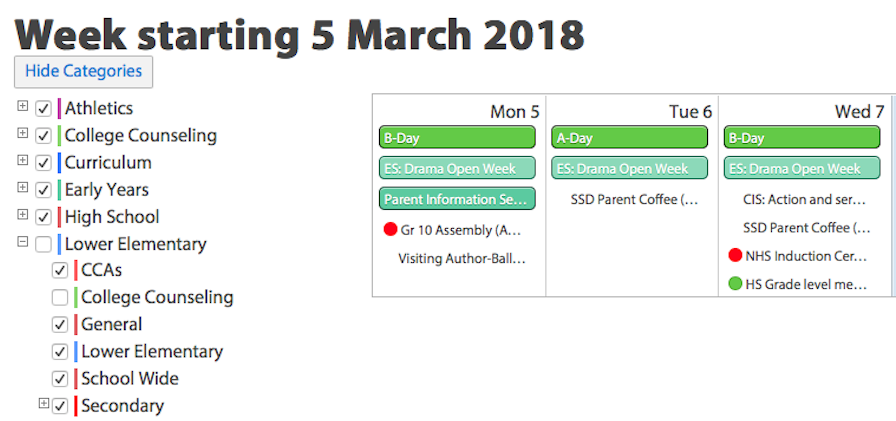 Week starting 5 March 2018
Hide Categories
Athletics
College Counseling
Curriculum
Early Years
High School
Lower Elementary
CCAs
College Counseling
General
Lower Elementary
School Wide
Secondary
Mon 5
B-Day
ES: Drama Open Week
Parent Information Se...
Gr 10 Assembly (A...
Visiting Author-Ball...
Tue 6
A-Day
ES: Drama Open Week
SSD Parent Coffee (...
Wed 7
B-Day
ES: Drama Open Week
CIS: Action and ser...
SSD Parent Coffee (...
NHS Induction Cer...
HS Grade level me...